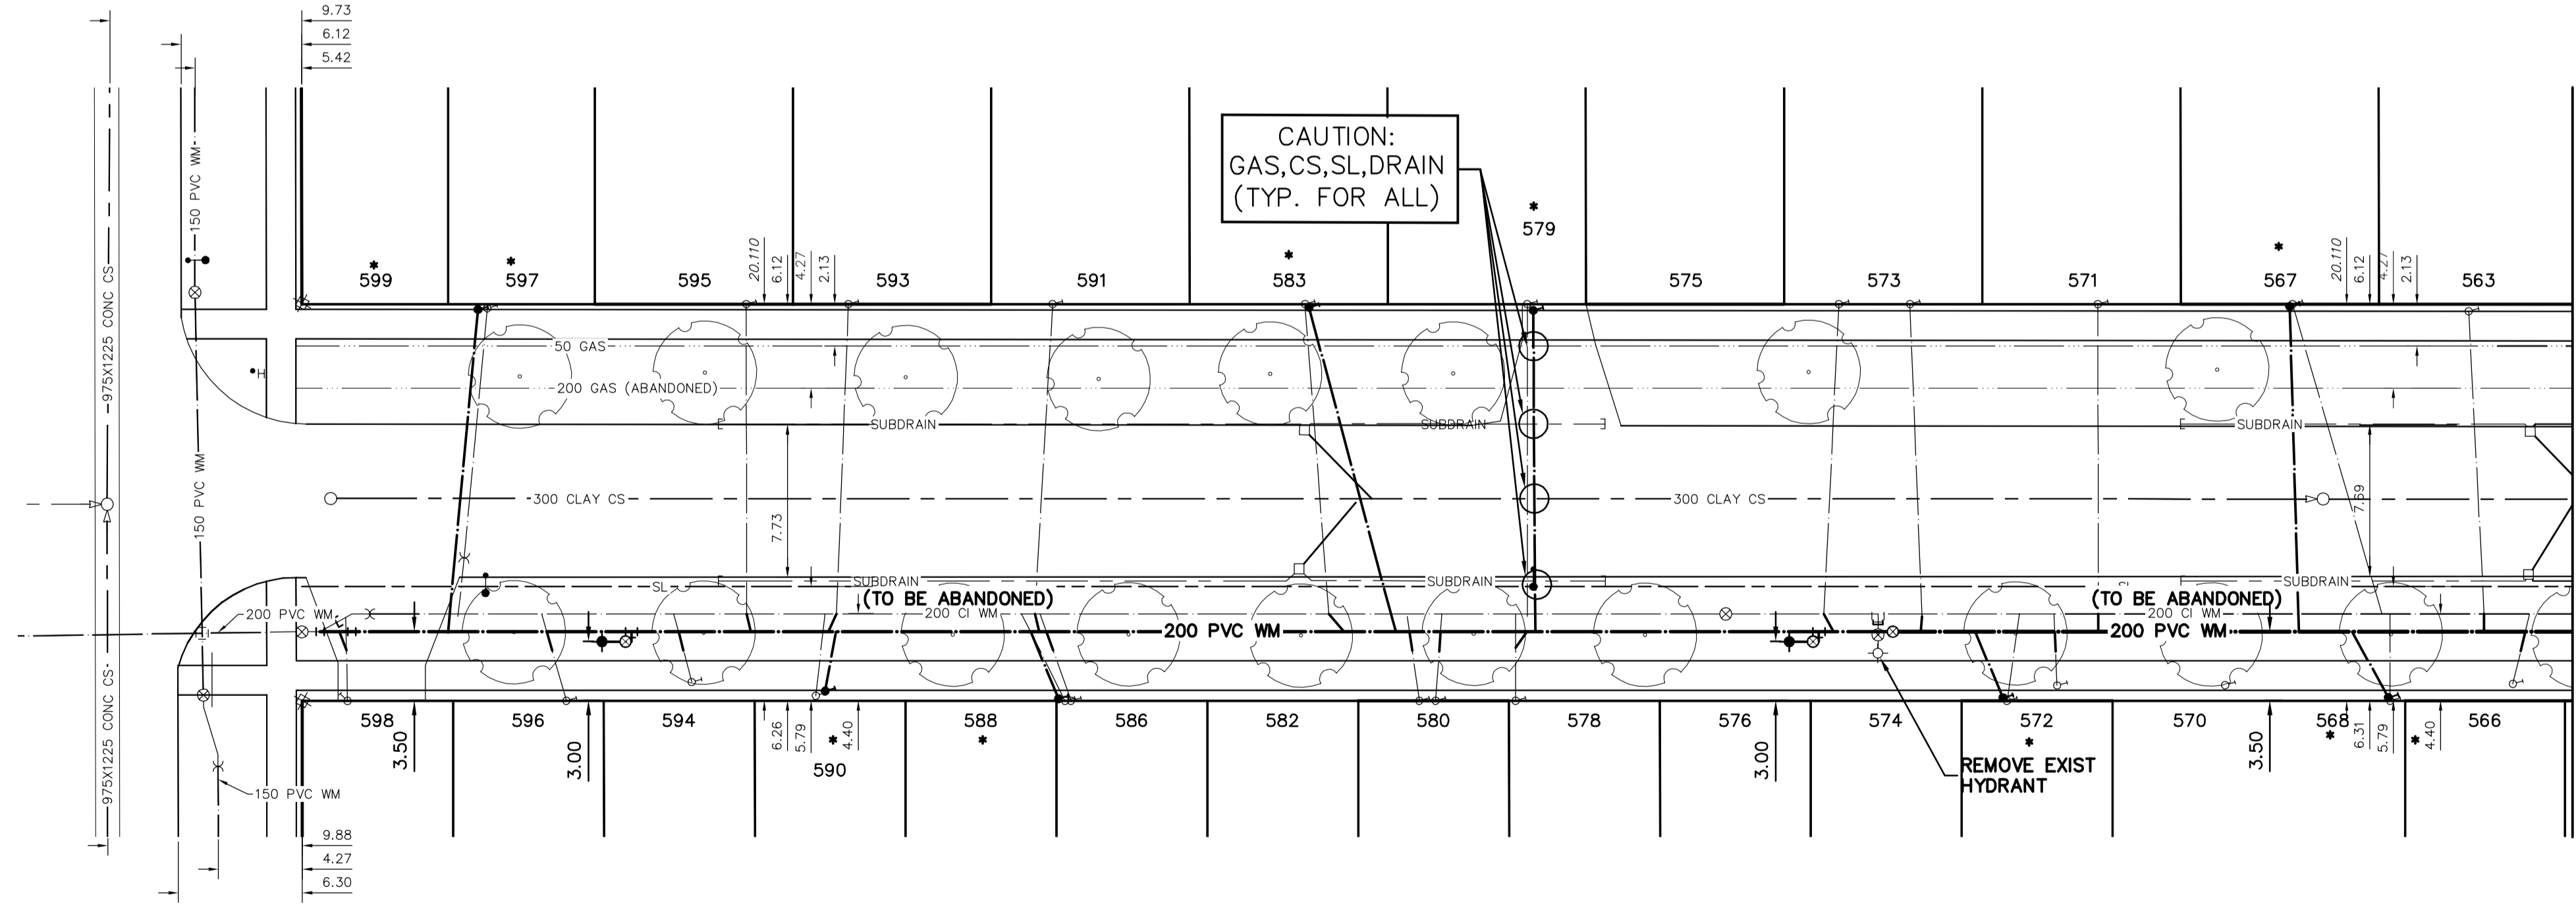 9.73
6.12
5.42
975X1225 CONC CS
150 PVC WM
CAUTION:
GAS,CS,SL,DRAIN
(TYP. FOR ALL)
*
579
*
599
*
597
595
20.110
6.12
4.27
2.13
593
591
*
583
575
573
571
*
567
20.110
6.12
4.27
2.13
563
50 GAS
H
200 GAS (ABANDONED)
SUBDRAIN
SUBDRAIN
SUBDRAIN
150 PVC WM
300 CLAY CS
300 CLAY CS
7.73
7.69
SL
SUBDRAIN
SUBDRAIN
SUBDRAIN
(TO BE ABANDONED)
(TO BE ABANDONED)
200 PVC WM
200 CI WM
200 CI WM
200 PVC WM
200 PVC WM
598
596
594
588
586
582
580
578
576
574
572
570
568
566
3.50
3.00
6.26
5.79
4.40
*
590
*
3.00
*
3.50
*
6.31
5.79
*
4.40
REMOVE EXIST
HYDRANT
975X1225 CONC CS
150 PVC WM
9.88
4.27
6.30